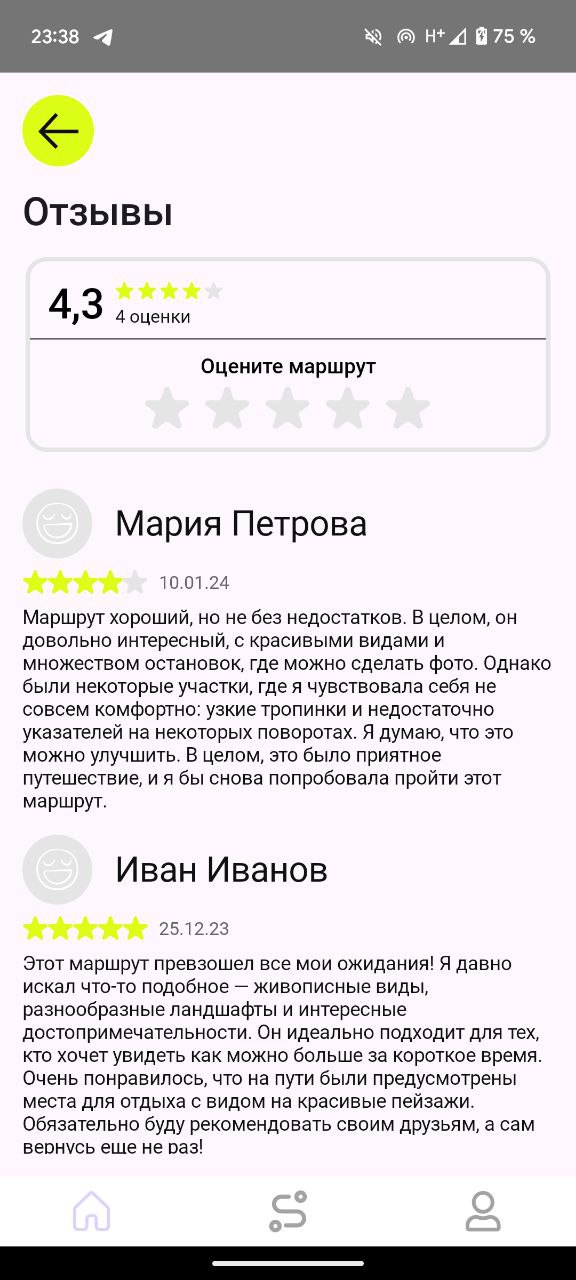 23:38
H+ 75 %
Отзывы
4,3
4 оценки
Оцените маршрут
Мария Петрова
10.01.24
Маршрут хороший, но не без недостатков. В целом, он
довольно интересный, с красивыми видами и
множеством остановок, где можно сделать фото. Однако
были некоторые участки, где я чувствовала себя не
совсем комфортно: узкие тропинки и недостаточно
указателей на некоторых поворотах. Я думаю, что это
можно улучшить. В целом, это было приятное
путешествие, и я бы снова попробовала пройти этот
маршрут.
Иван Иванов
25.12.23
Этот маршрут превзошел все мои ожидания! Я давно
искал что-то подобное — живописные виды,
разнообразные ландшафты и интересные
достопримечательности. Он идеально подходит для тех,
кто хочет увидеть как можно больше за короткое время.
Очень понравилось, что на пути были предусмотрены
места для отдыха с видом на красивые пейзажи.
Обязательно буду рекомендовать своим друзьям, а сам
вернусь еще не раз!